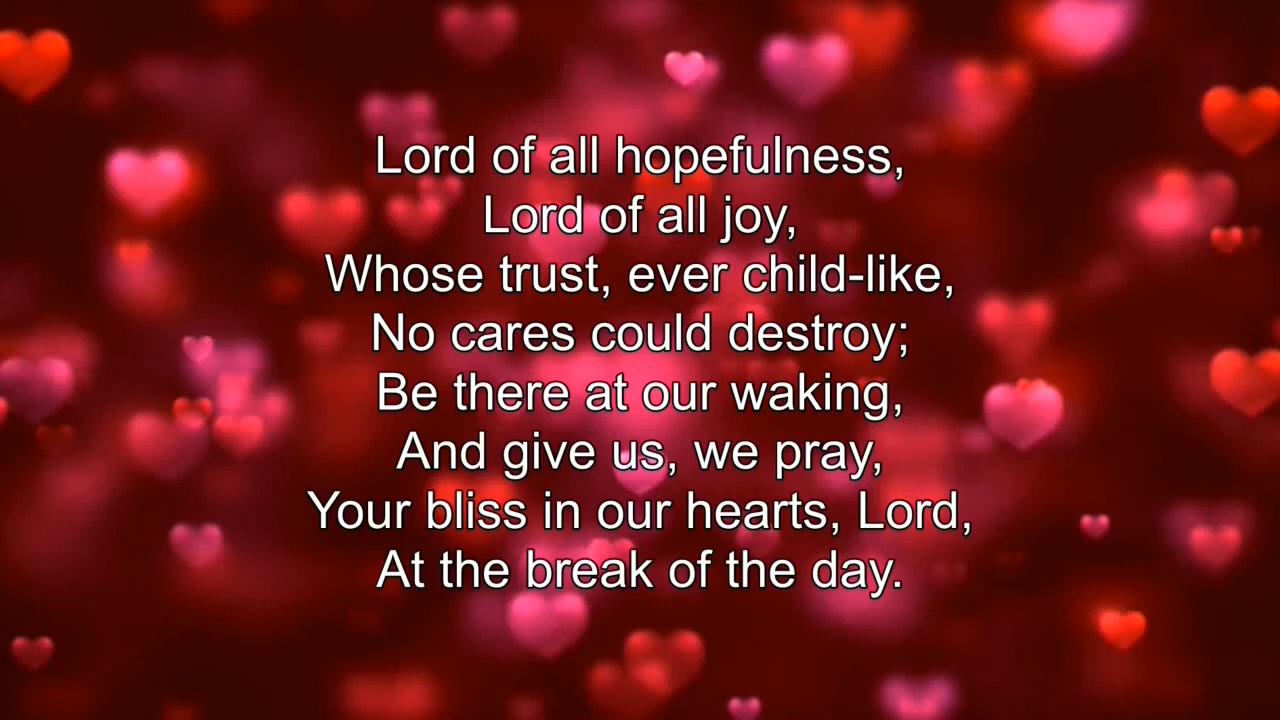 Lord of all hopefulness,
Lord of all joy,
Whose trust, ever child-like,
No cares could destroy;
Be there at our waking,
And give us, we pray,
Your bliss in our hearts, Lord,
At the break of the day.